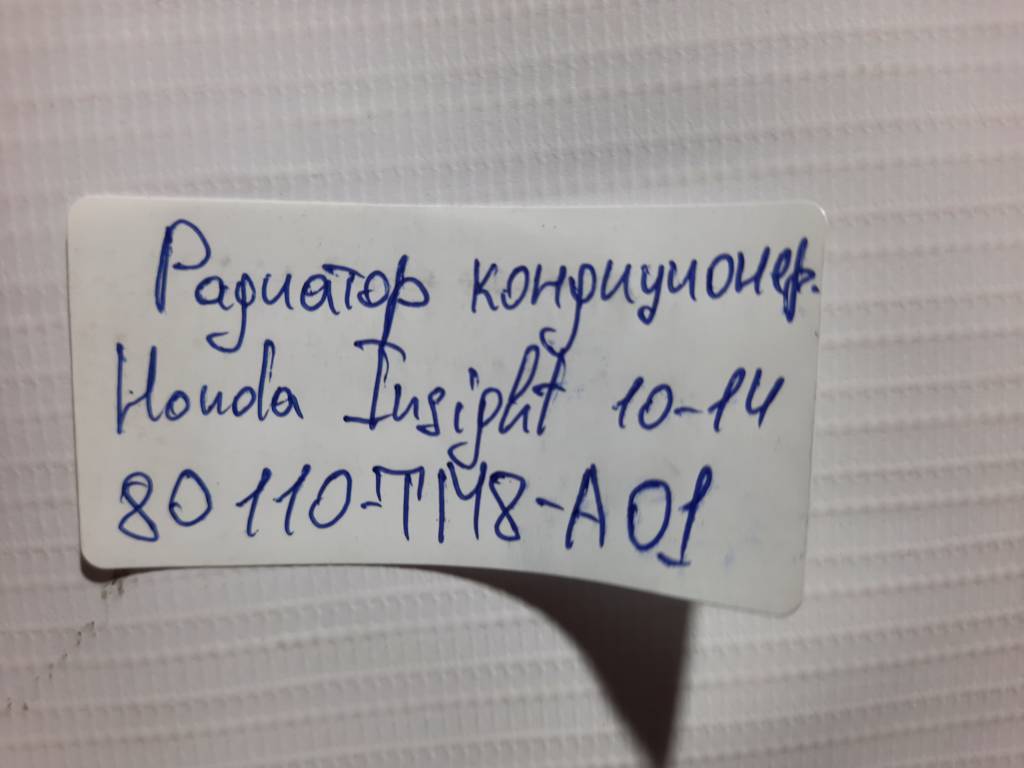 Радиатор кондиционер.
Honda Insight 10-14
80110-TM8-A01